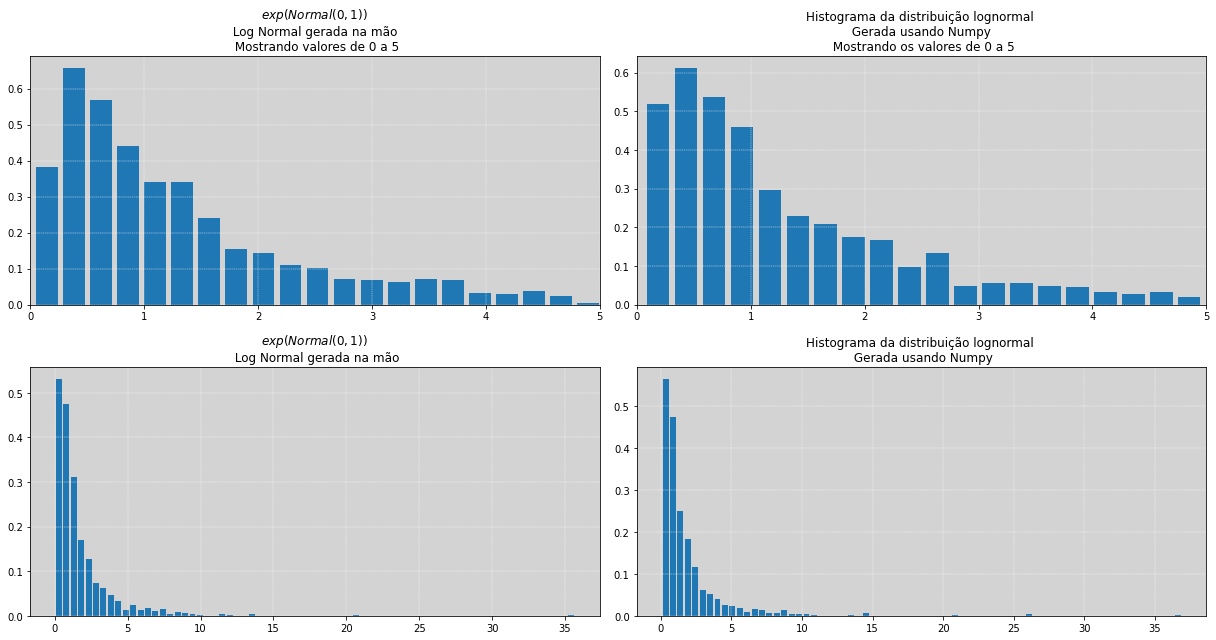 exp(Normal(0, 1))
Log Normal gerada na mão
Mostrando valores de 0 a 5
0.6
0.5
0.4
0.3
0.2
0.1
0.0
0 1 2 3 4 5
Histograma da distribuição lognormal
Gerada usando Numpy
Mostrando os valores de 0 a 5
0.6
0.5
0.4
0.3
0.2
0.1
0.0
0 1 2 3 4 5
exp(Normal(0, 1))
Log Normal gerada na mão
0.5
0.4
0.3
0.2
0.1
0.0
0 5 10 15 20 25 30 35
Histograma da distribuição lognormal
Gerada usando Numpy
0.5
0.4
0.3
0.2
0.1
0.0
0 5 10 15 20 25 30 35